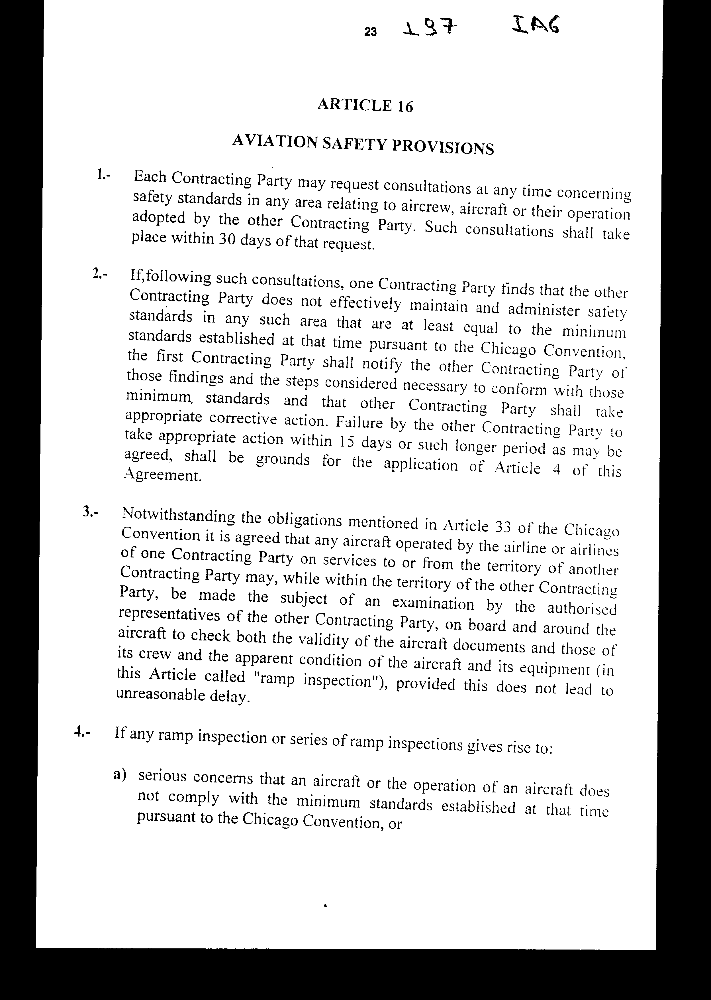 23 197 IA6
ARTICLE 16
AVIATION SAFETY PROVISIONS
1.- Each Contracting Party may request consultations at any time concerning
safety standards in any area relating to aircrew, aircraft or their operation
adopted by the other Contracting Party. Such consultations shall take
place within 30 days of that request.
2.- If,following such consultations, one Contracting Party finds that the other
Contracting Party does not effectively maintain and administer safety
standards in any such area that are at least equal to the minimum
standards established at that time pursuant to the Chicago Convention,
the first Contracting Party shall notify the other Contracting Party of
those findings and the steps considered necessary to conform with those
minimum, standards and that other Contracting Party shall take
appropriate corrective action. Failure by the other Contracting Party to
take appropriate action within 15 days or such longer period as may be
agreed, shall be grounds for the application of Article 4 of this
Agreement.
3.- Notwithstanding the obligations mentioned in Article 33 of the Chicago
Convention it is agreed that any aircraft operated by the airline or airlines
of one Contracting Party on services to or from the territory of another
Contracting Party may, while within the territory of the other Contracting
Party, be made the subject of an examination by the authorised
representatives of the other Contracting Party, on board and around the
aircraft to check both the validity of the aircraft documents and those of
its crew and the apparent condition of the aircraft and its equipment (in
this Article called "ramp inspection"), provided this does not lead to
unreasonable delay.
4.- If any ramp inspection or series of ramp inspections gives rise to:
a) serious concerns that an aircraft or the operation of an aircraft does
not comply with the minimum standards established at that time
pursuant to the Chicago Convention, or